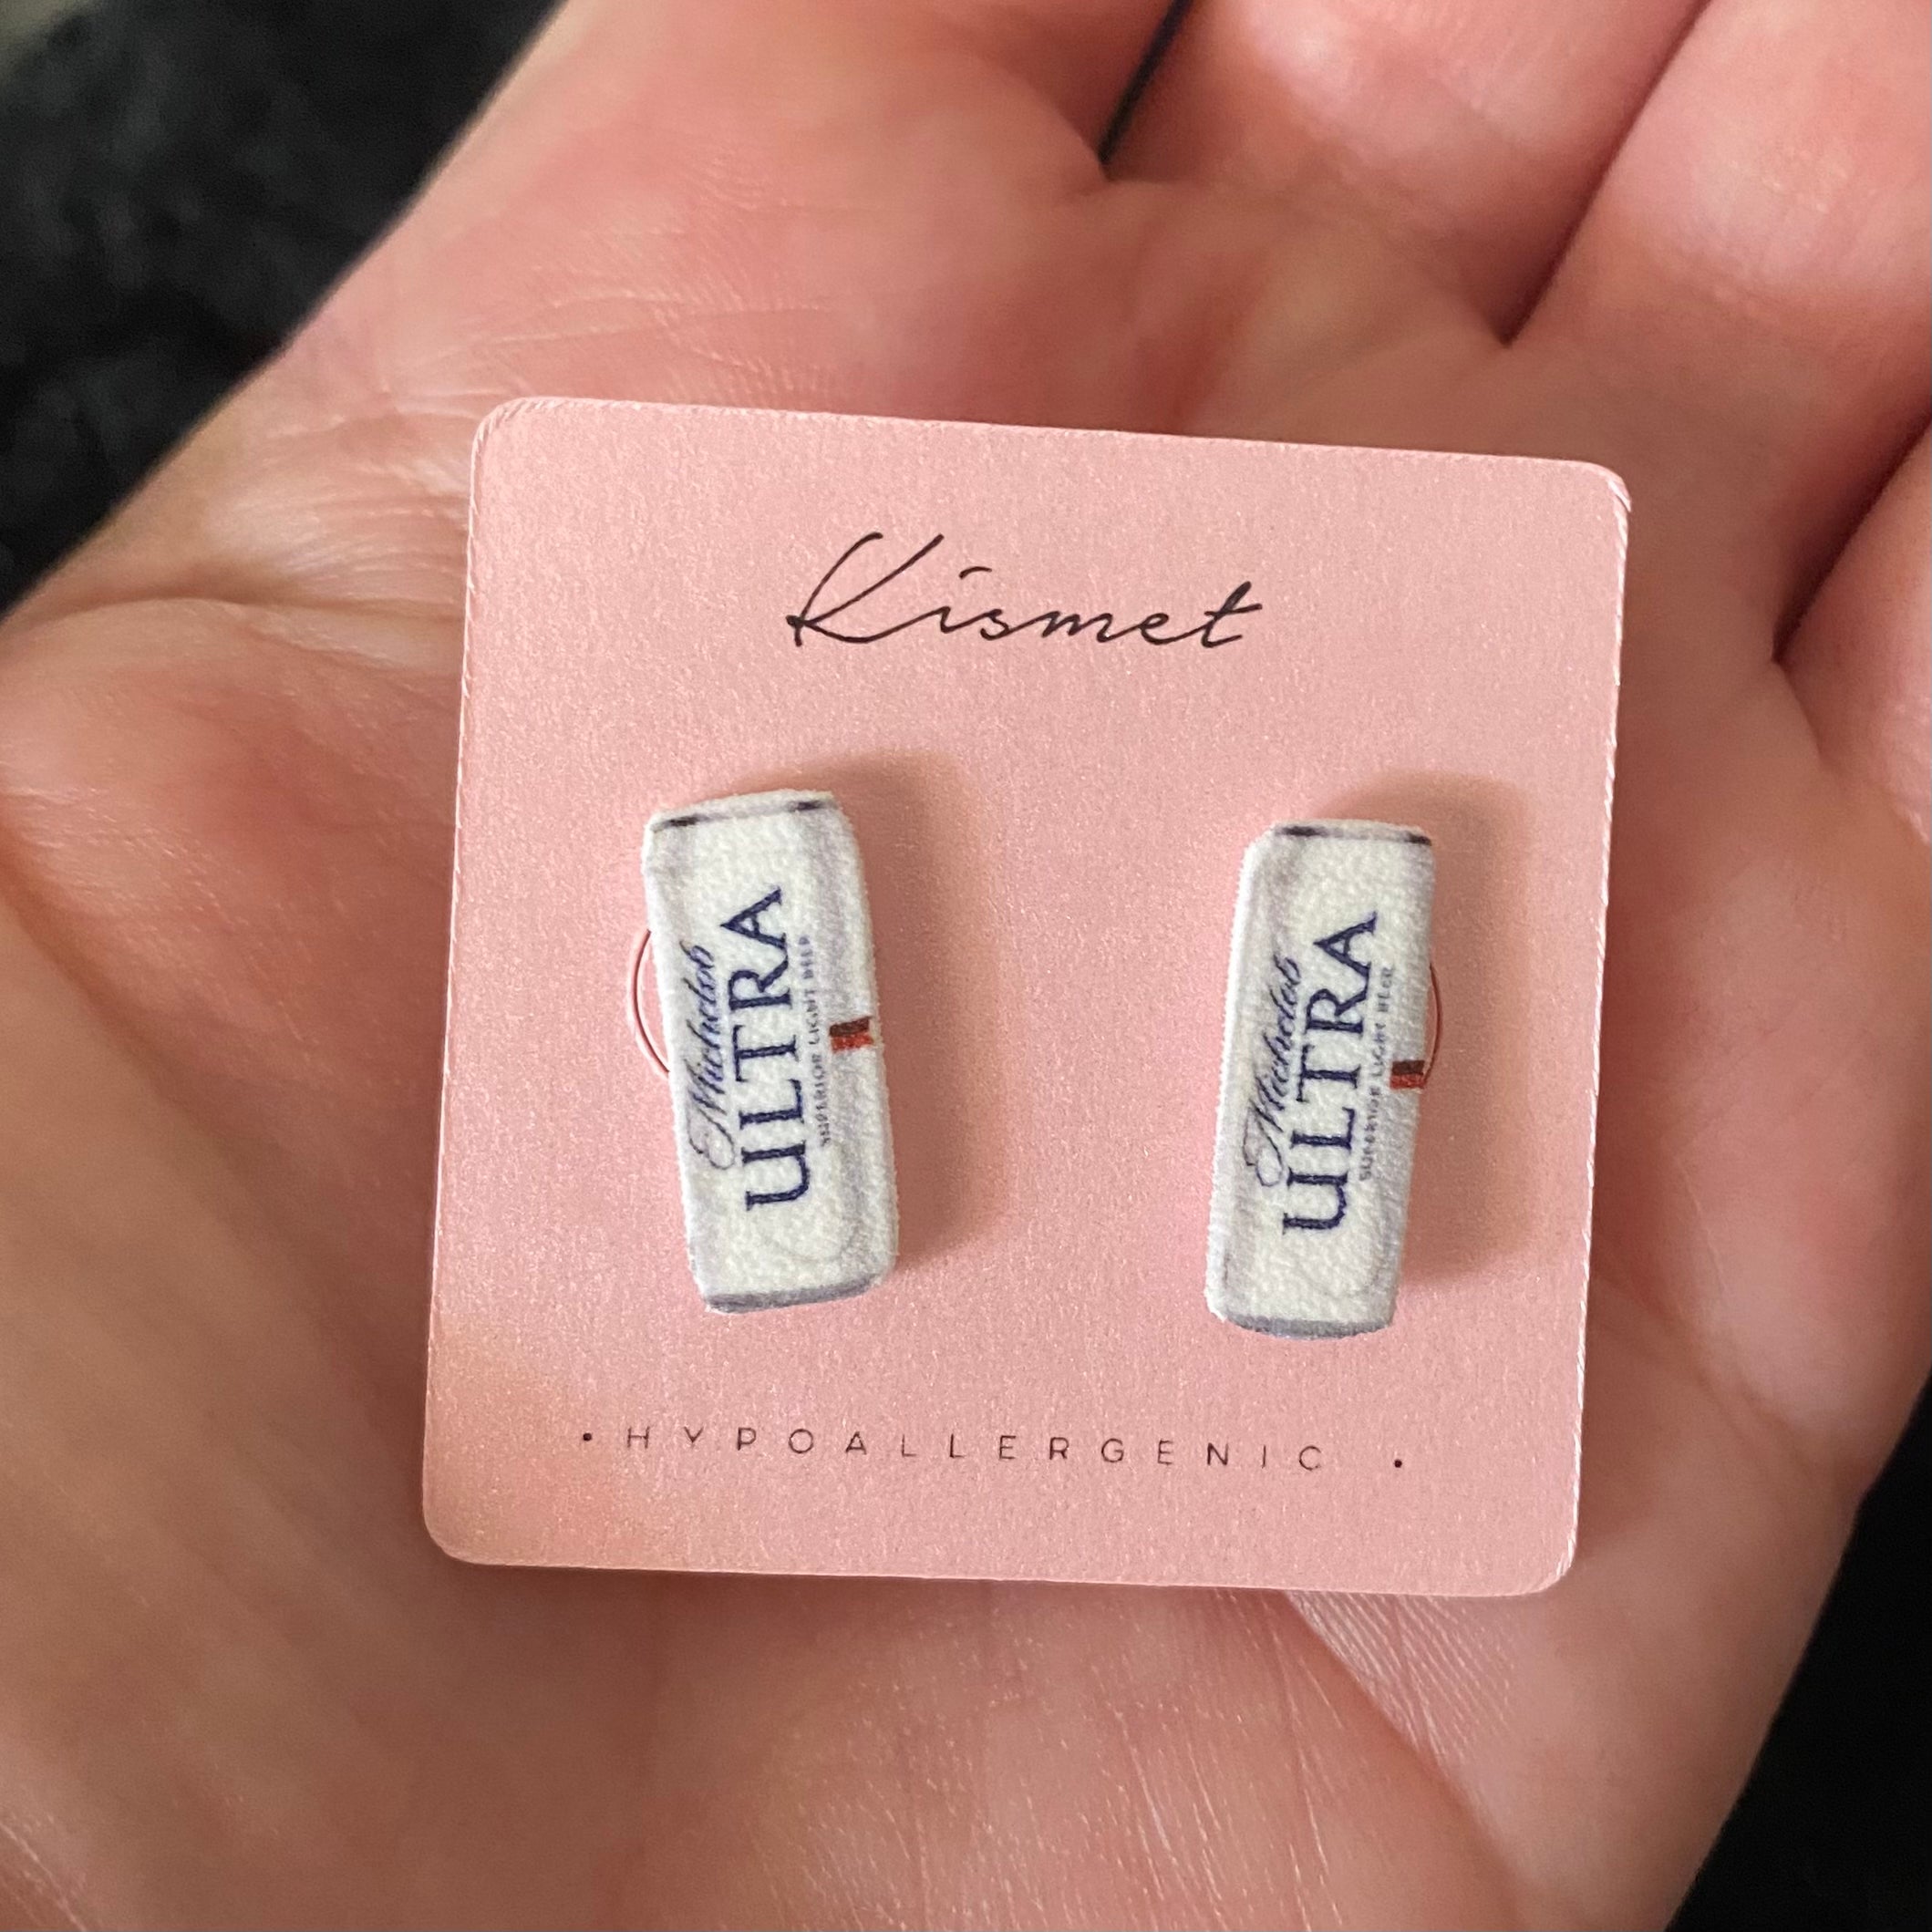 Kismet
Michelob
ULTRA
SUPERIOR LIGHT BEER
Michelob
ULTRA
SUPERIOR LIGHT BEER
• HYPOALLERGENIC •